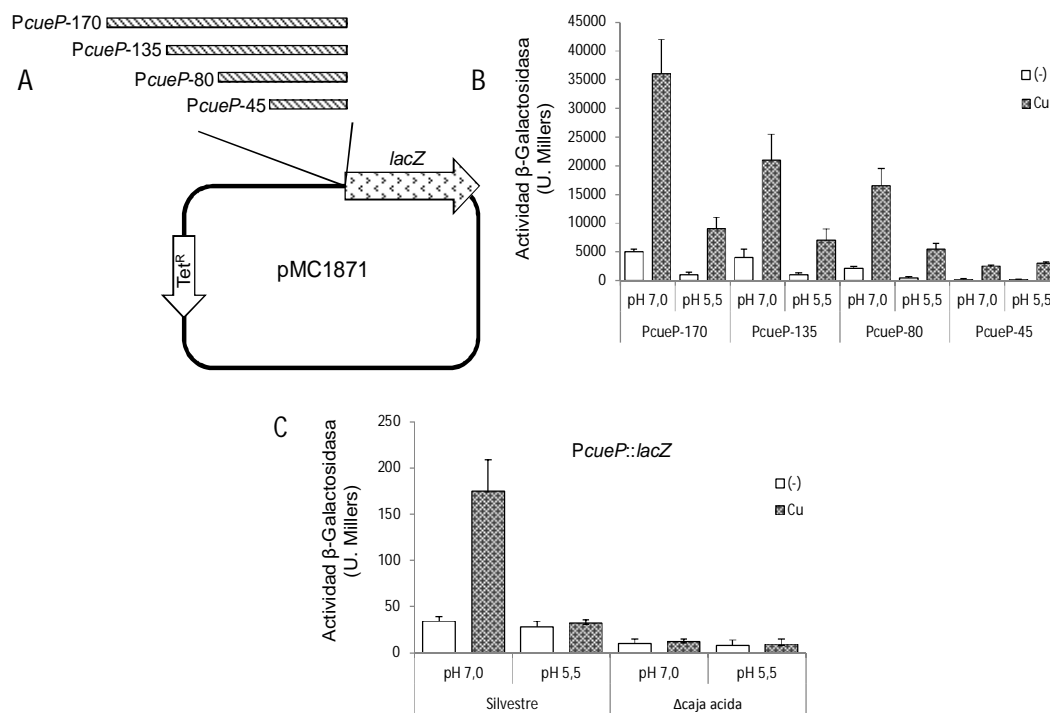 PcueP-170
PcueP-135
PcueP-80
PcueP-45
A
lacZ
Tet^R
pMC1871
B
Actividad β-Galactosidasa
(U. Millers)
45000
40000
35000
30000
25000
20000
15000
10000
5000
0
(-)
Cu
pH 7,0 pH 5,5 pH 7,0 pH 5,5 pH 7,0 pH 5,5 pH 7,0 pH 5,5
PcueP-170 PcueP-135 PcueP-80 PcueP-45
C
Actividad β-Galactosidasa
(U. Millers)
250
200
150
100
50
0
PcueP::lacZ
(-)
Cu
pH 7,0 pH 5,5 pH 7,0 pH 5,5
Silvestre Δcaja acida